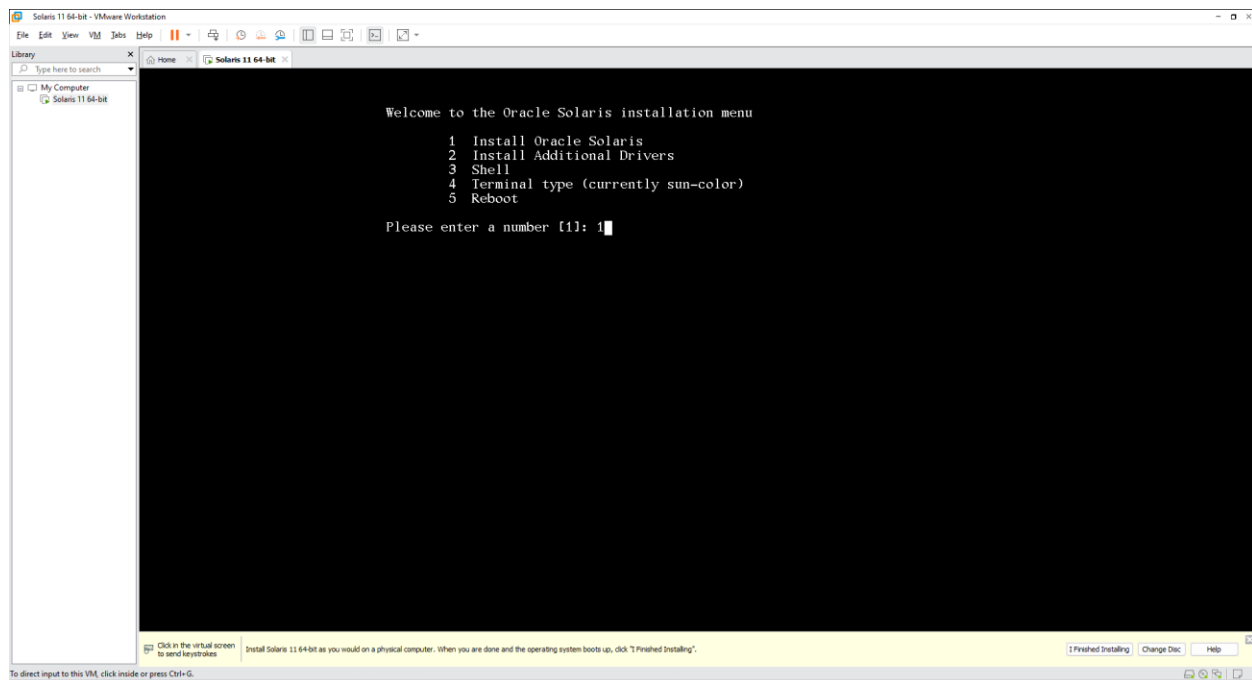 Solaris 11 64-bit - VMware Workstation
File Edit View VM Tabs Help
Library
Type here to search
Home
Solaris 11 64-bit
My Computer
Solaris 11 64-bit
Welcome to the Oracle Solaris installation menu
1 Install Oracle Solaris
2 Install Additional Drivers
3 Shell
4 Terminal type (currently sun-color)
5 Reboot
Please enter a number [1]: 1
Click in the virtual screen
to send keystrokes
Install Solaris 11 64-bit as you would on a physical computer. When you are done and the operating system boots up, click "I Finished Installing".
I Finished Installing
Change Disc
Help
To direct input to this VM, click inside or press Ctrl+G.